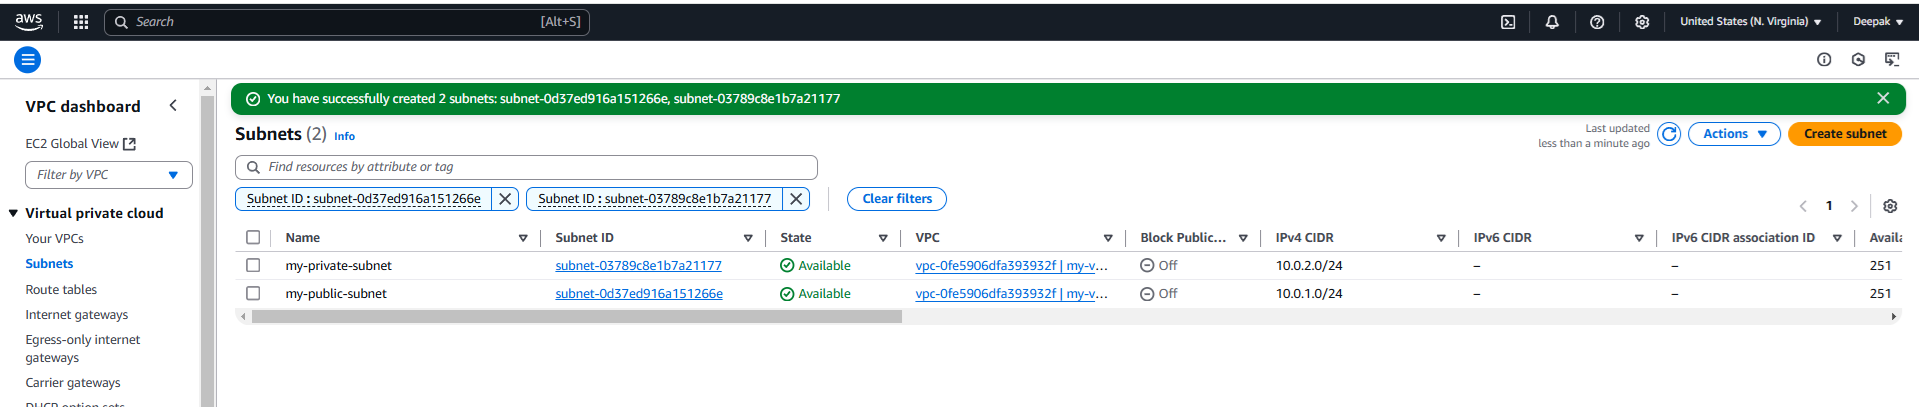 aws
Search [Alt+S]
United States (N. Virginia) Deepak
VPC dashboard
EC2 Global View
Filter by VPC
Virtual private cloud
Your VPCs
Subnets
Route tables
Internet gateways
Egress-only internet
gateways
Carrier gateways
DHCP option sets
You have successfully created 2 subnets: subnet-0d37ed916a151266e, subnet-03789c8e1b7a21177
Subnets (2) Info
Last updated
less than a minute ago
Actions
Create subnet
Find resources by attribute or tag
Subnet ID : subnet-0d37ed916a151266e
Subnet ID : subnet-03789c8e1b7a21177
Clear filters
1
Name Subnet ID State VPC Block Public... IPv4 CIDR IPv6 CIDR IPv6 CIDR association ID Availa
my-private-subnet subnet-03789c8e1b7a21177 Available vpc-0fe5906dfa393932f | my-v... Off 10.0.2.0/24 – – 251
my-public-subnet subnet-0d37ed916a151266e Available vpc-0fe5906dfa393932f | my-v... Off 10.0.1.0/24 – – 251